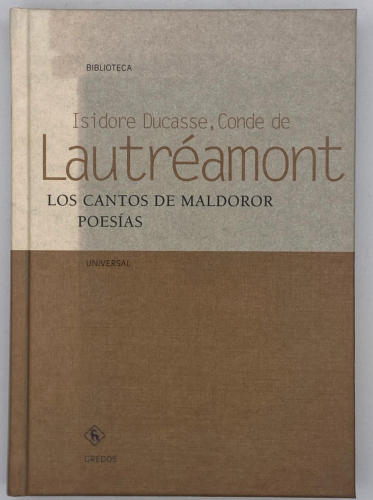 BIBLIOTECA
Isidore Ducasse, Conde de
Lautréamont
LOS CANTOS DE MALDOROR
POESÍAS
UNIVERSAL
GREDOS